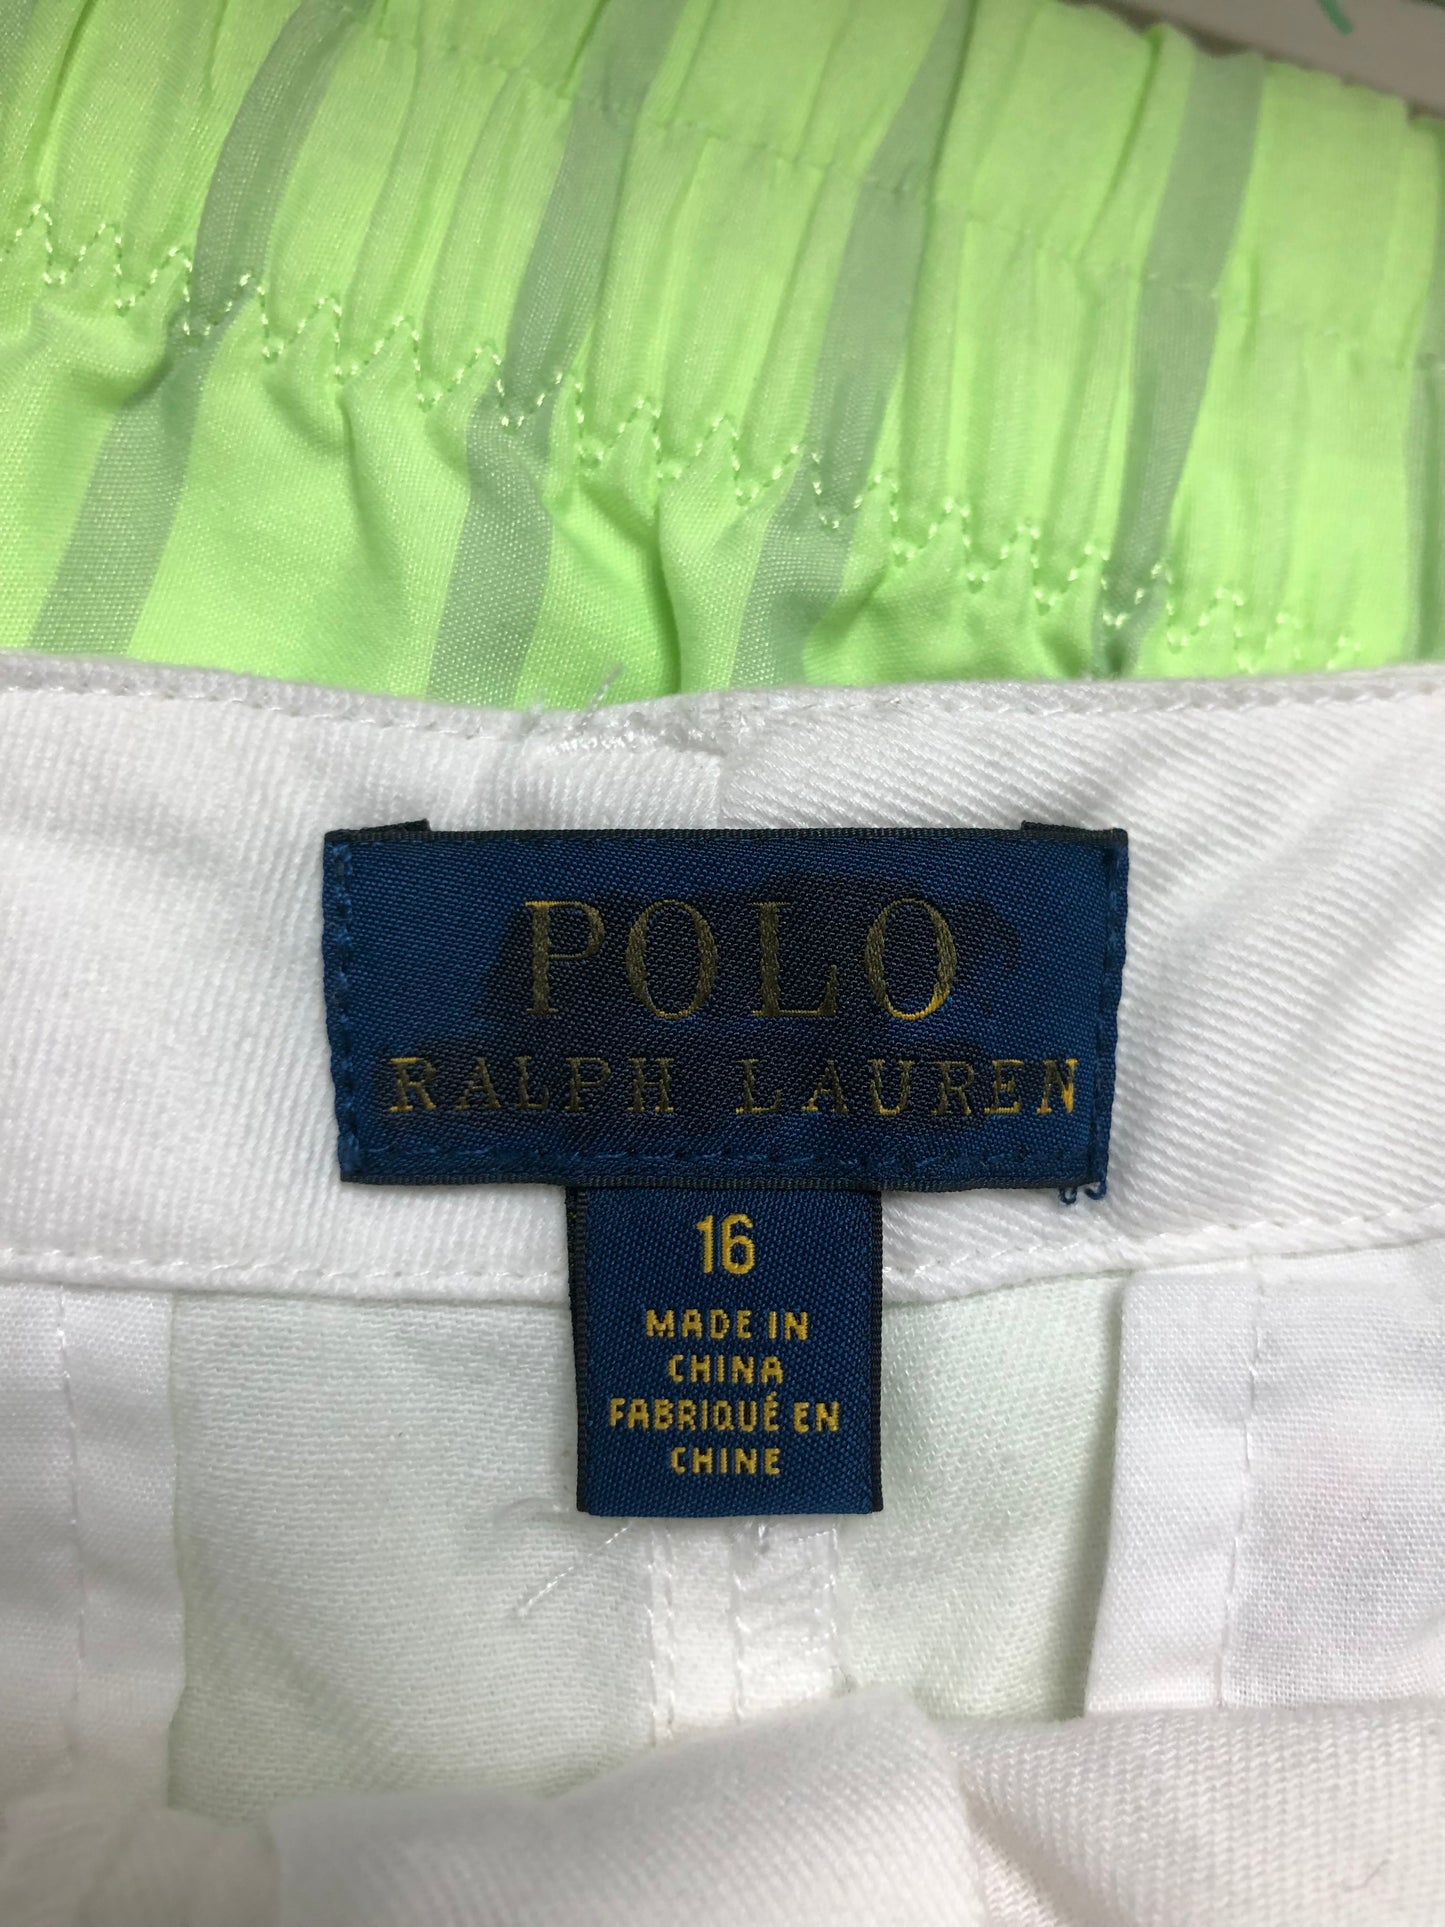 POLO
RALPH LAUREN
16
MADE IN
CHINA
FABRIQUÉ EN
CHINE